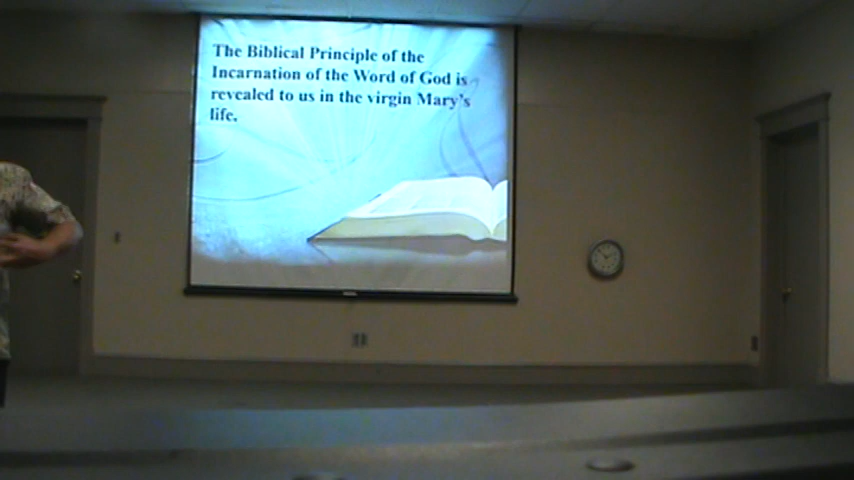 The Biblical Principle of the
Incarnation of the Word of God is
revealed to us in the virgin Mary's
life.